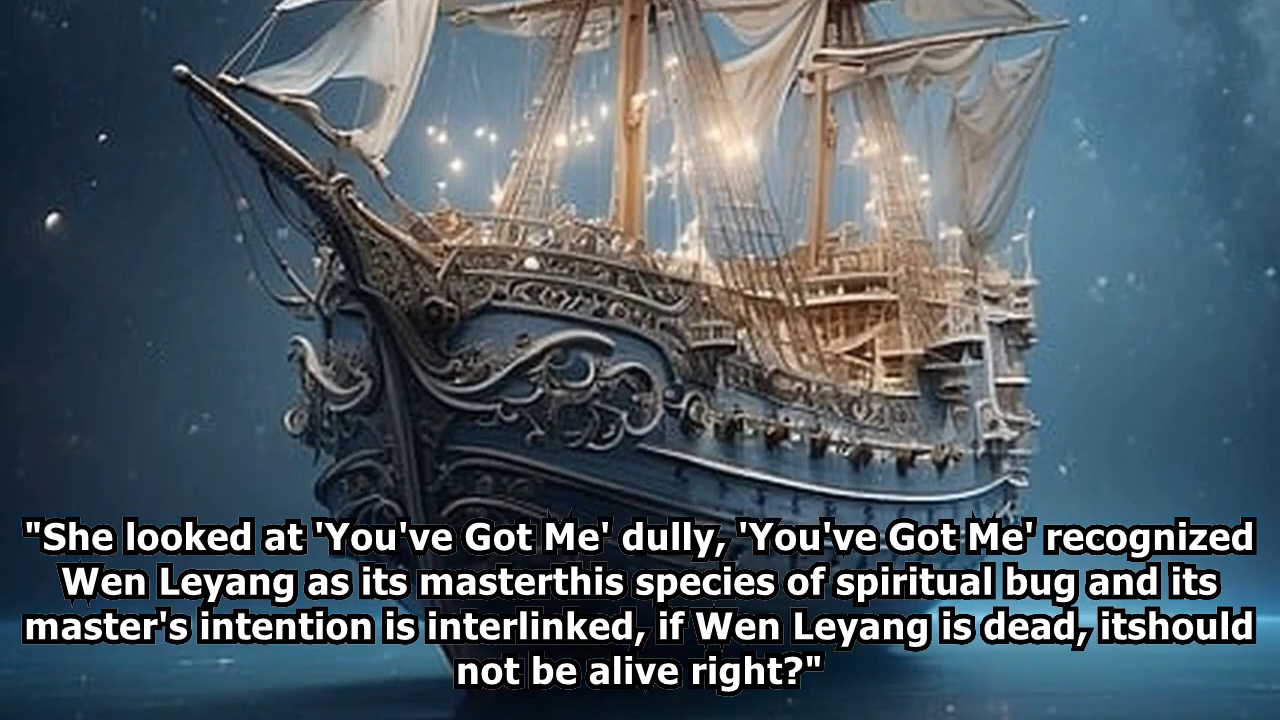 "She looked at 'You've Got Me' dully, 'You've Got Me' recognized
Wen Leyang as its masterthis species of spiritual bug and its
master's intention is interlinked, if Wen Leyang is dead, itshould
not be alive right?"